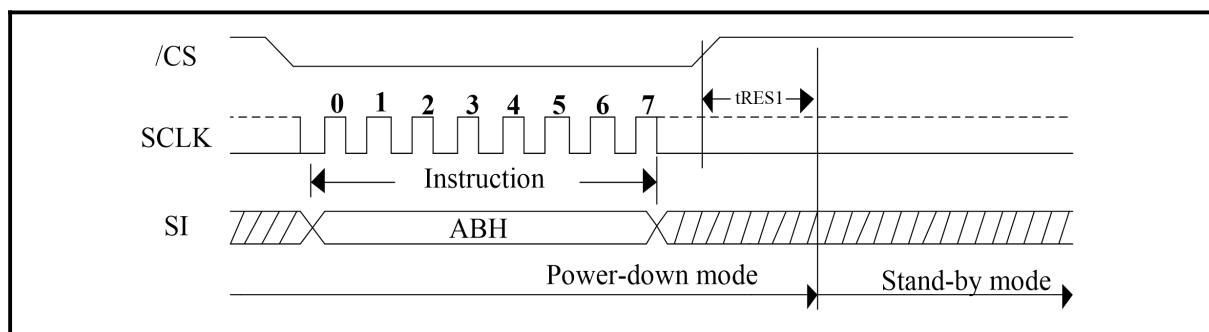 /CS
tRES1
0 1 2 3 4 5 6 7
SCLK
Instruction
SI
ABH
Power-down mode
Stand-by mode